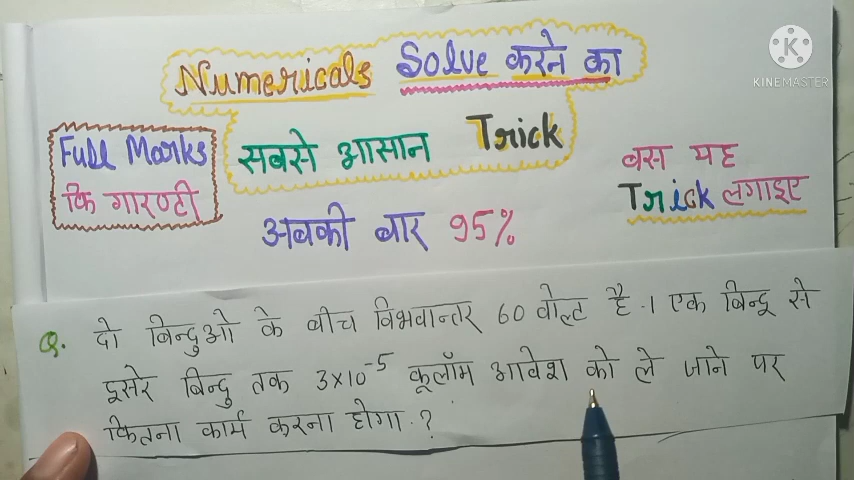 Numericals Solve करने का
सबसे आसान Trick
Full Marks
कि गारण्टी
बस यह
Trick लगाइए
अबकी बार 95%
KINEMASTER
Q. दो बिन्दुओ के बीच विभवान्तर 60 वोल्ट है । एक बिन्दू से
दुसरे बिन्दु तक 3×10⁻⁵ कूलॉम आवेश को ले जाने पर
कितना कार्म करना होगा ?